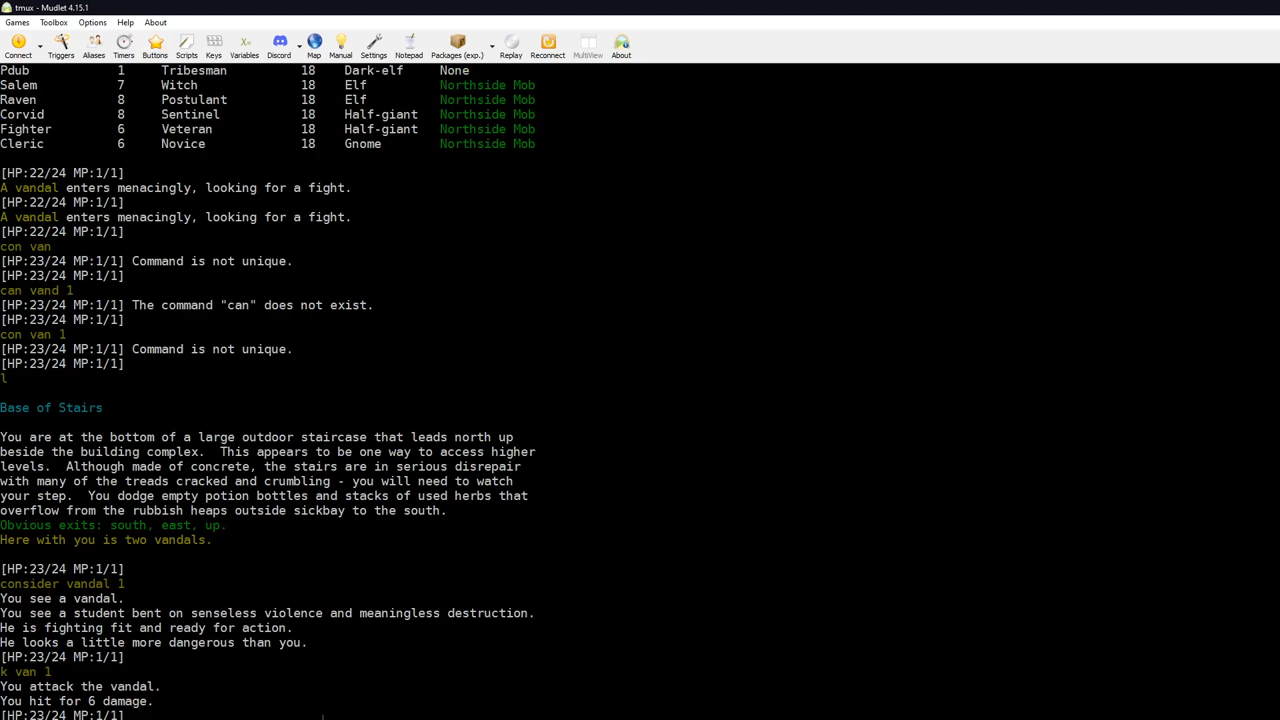 tmux - Mudlet 4.15.1
Games Toolbox Options Help About
Connect Triggers Aliases Timers Buttons Scripts Keys Variables Discord Map Manual Settings Notepad Packages (exp.) Replay Reconnect MultiView About
Pdub 1 Tribesman 18 Dark-elf None
Salem 7 Witch 18 Elf Northside Mob
Raven 8 Postulant 18 Elf Northside Mob
Corvid 8 Sentinel 18 Half-giant Northside Mob
Fighter 6 Veteran 18 Half-giant Northside Mob
Cleric 6 Novice 18 Gnome Northside Mob
[HP:22/24 MP:1/1]
A vandal enters menacingly, looking for a fight.
[HP:22/24 MP:1/1]
A vandal enters menacingly, looking for a fight.
[HP:22/24 MP:1/1]
con van
[HP:23/24 MP:1/1] Command is not unique.
[HP:23/24 MP:1/1]
can vand 1
[HP:23/24 MP:1/1] The command "can" does not exist.
[HP:23/24 MP:1/1]
con van 1
[HP:23/24 MP:1/1] Command is not unique.
[HP:23/24 MP:1/1]
l
Base of Stairs
You are at the bottom of a large outdoor staircase that leads north up
beside the building complex.  This appears to be one way to access higher
levels.  Although made of concrete, the stairs are in serious disrepair
with many of the treads cracked and crumbling - you will need to watch
your step.  You dodge empty potion bottles and stacks of used herbs that
overflow from the rubbish heaps outside sickbay to the south.
Obvious exits: south, east, up.
Here with you is two vandals.
[HP:23/24 MP:1/1]
consider vandal 1
You see a vandal.
You see a student bent on senseless violence and meaningless destruction.
He is fighting fit and ready for action.
He looks a little more dangerous than you.
[HP:23/24 MP:1/1]
k van 1
You attack the vandal.
You hit for 6 damage.
[HP:23/24 MP:1/1]